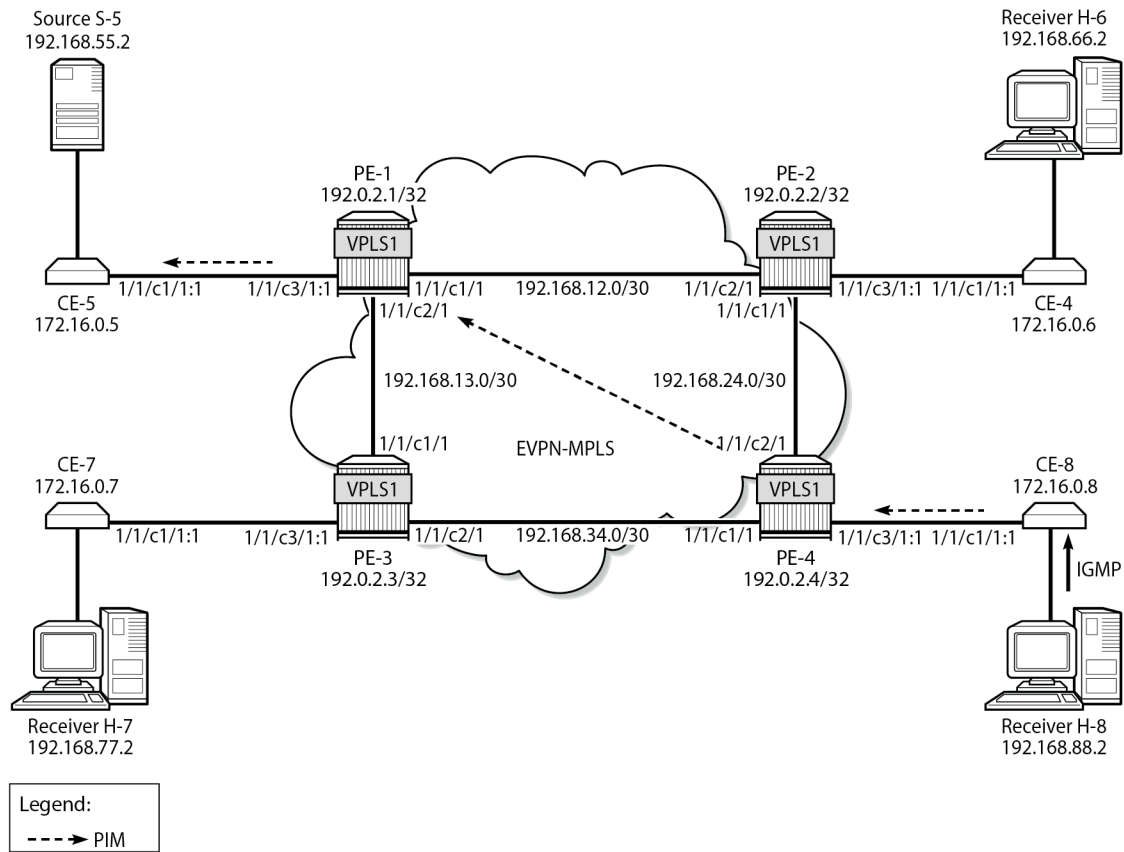 Source S-5
192.168.55.2
Receiver H-6
192.168.66.2
PE-1
192.0.2.1/32
PE-2
192.0.2.2/32
VPLS1
VPLS1
CE-5
172.16.0.5
1/1/c1/1:1
1/1/c3/1:1
1/1/c1/1
1/1/c2/1
192.168.12.0/30
1/1/c2/1
1/1/c1/1
1/1/c3/1:1
1/1/c1/1:1
CE-4
172.16.0.6
192.168.13.0/30
192.168.24.0/30
1/1/c1/1
EVPN-MPLS
1/1/c2/1
CE-7
172.16.0.7
VPLS1
VPLS1
CE-8
172.16.0.8
1/1/c1/1:1
1/1/c3/1:1
1/1/c2/1
192.168.34.0/30
1/1/c1/1
1/1/c3/1:1
1/1/c1/1:1
PE-3
192.0.2.3/32
PE-4
192.0.2.4/32
IGMP
Receiver H-7
192.168.77.2
Receiver H-8
192.168.88.2
Legend:
PIM